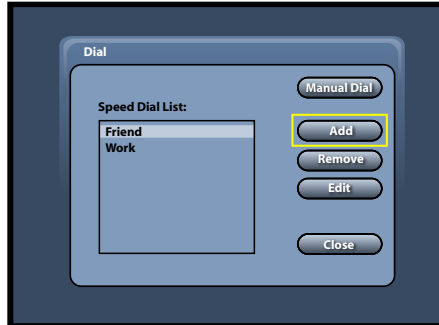 Dial
Manual Dial
Speed Dial List:
Friend
Add
Work
Remove
Edit
Close